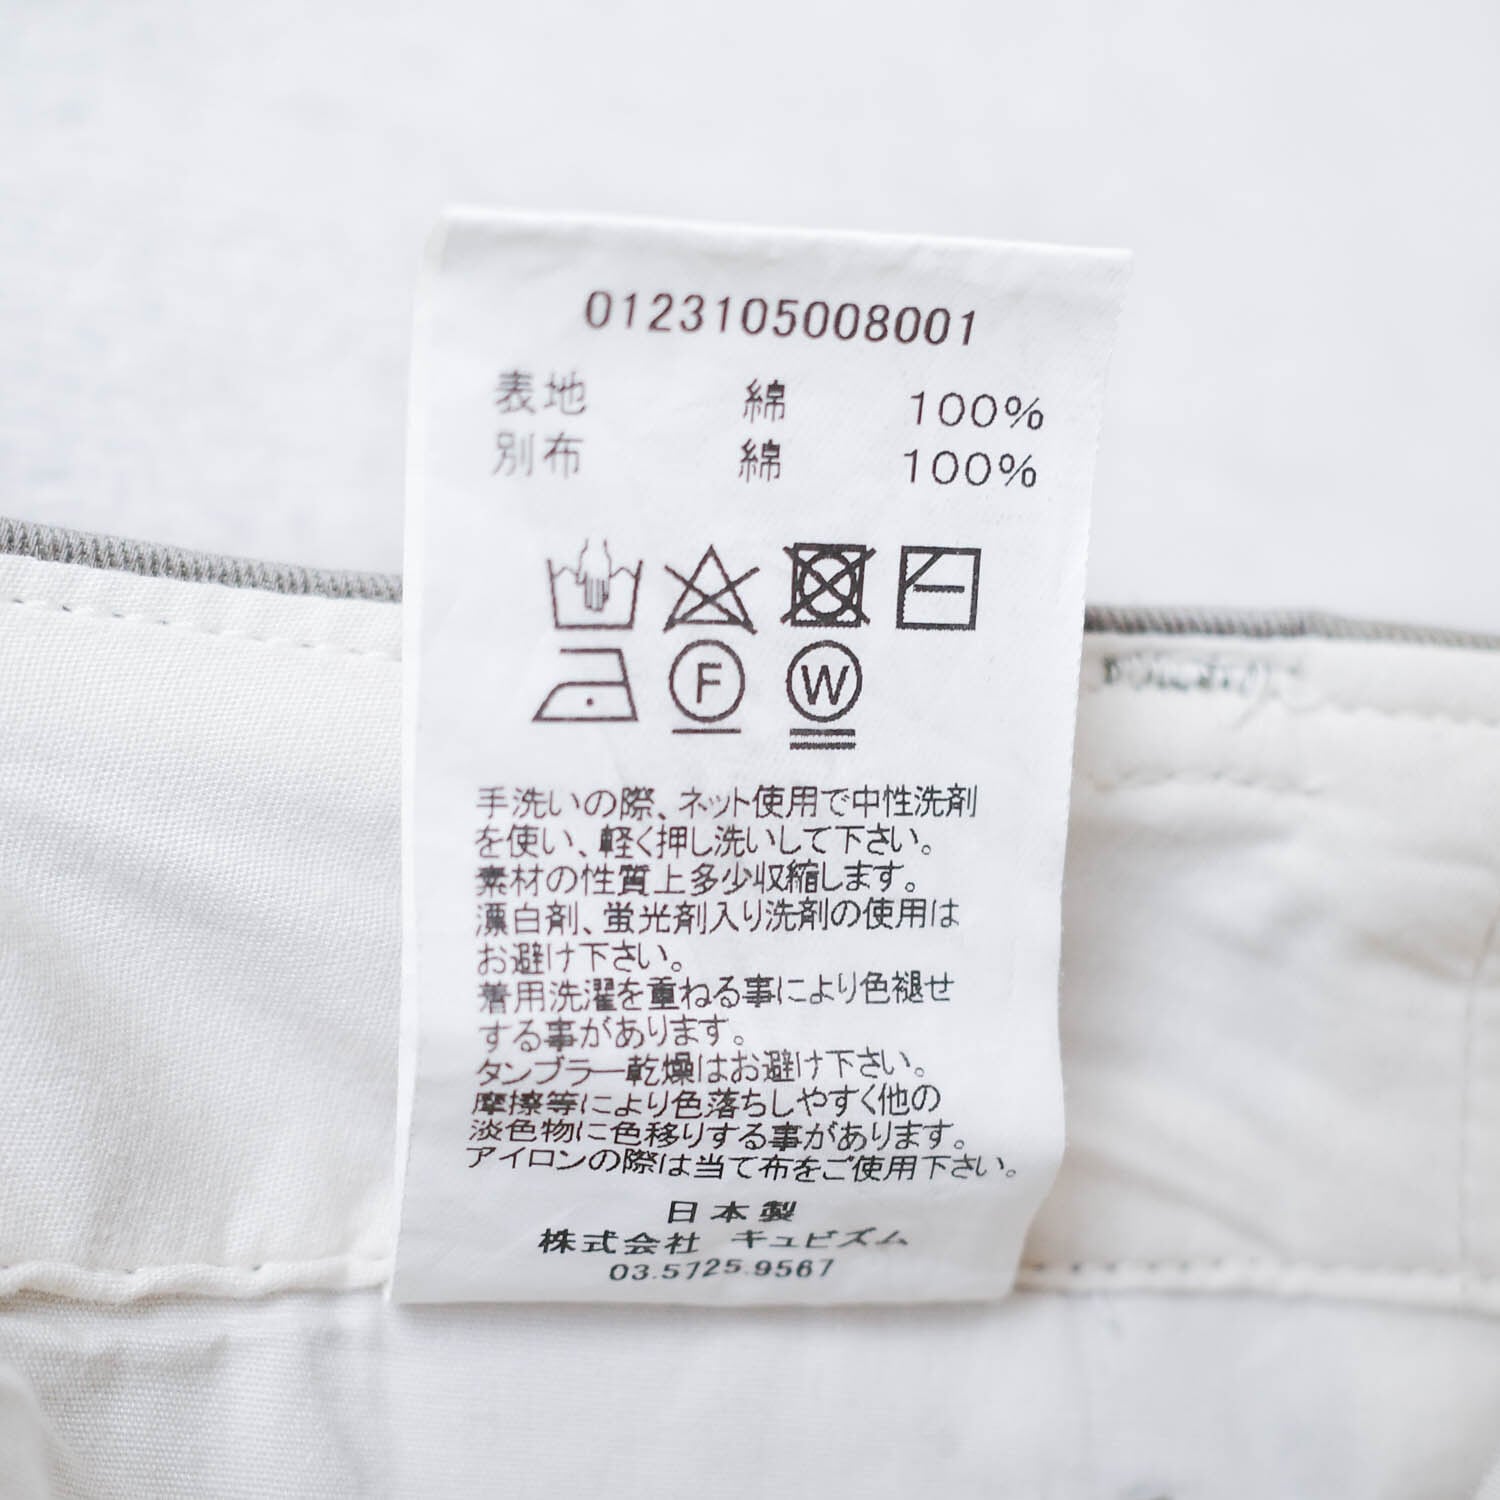 0123105008001
表地 綿 100%
別布 綿 100%
F W
手洗いの際、ネット使用で中性洗剤
を使い、軽く押し洗いして下さい。
素材の性質上多少収縮します。
漂白剤、蛍光剤入り洗剤の使用は
お避け下さい。
着用洗濯を重ねる事により色褪せ
する事があります。
タンブラー乾燥はお避け下さい。
摩擦等により色落ちしやすく他の
淡色物に色移りする事があります。
アイロンの際は当て布をご使用下さい。
日本製
株式会社 キュビズム
03.5725.9567